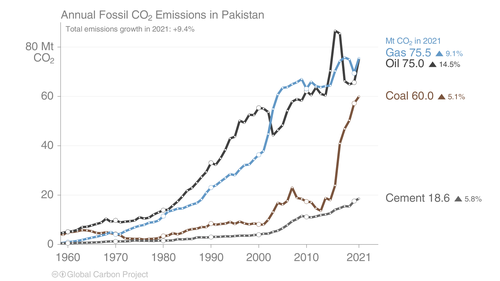 Annual Fossil CO₂ Emissions in Pakistan
Total emissions growth in 2021: +9.4%
80 Mt
CO₂
60
40
20
0
1960
1970
1980
1990
2000
2010
2021
Mt CO₂ in 2021
Gas 75.5 ▲ 9.1%
Oil 75.0 ▲ 14.5%
Coal 60.0 ▲ 5.1%
Cement 18.6 ▲ 5.8%
Global Carbon Project